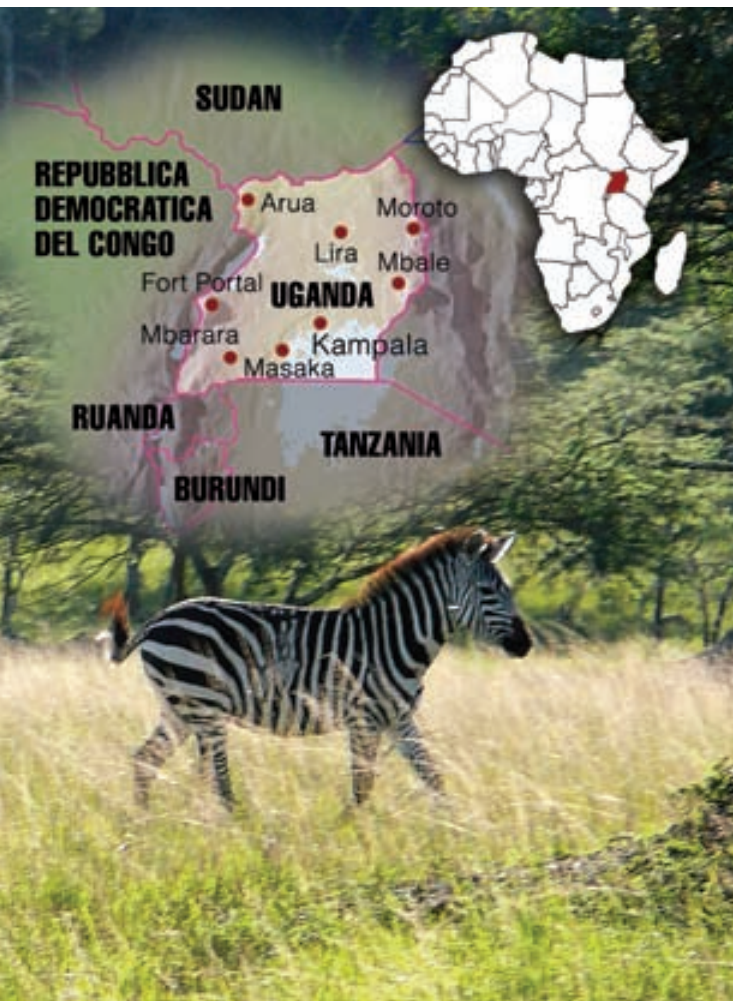 SUDAN
REPUBBLICA
DEMOCRATICA
DEL CONGO
Arua
Moroto
Lira
Mbale
Fort Portal
UGANDA
Mbarara
Kampala
Masaka
RUANDA
TANZANIA
BURUNDI